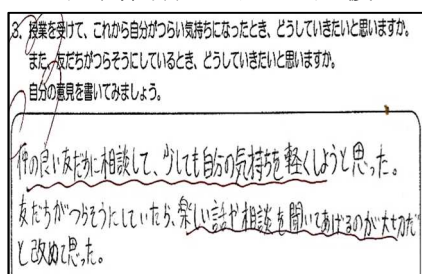 3. 授業を受けて、これから自分がつらい気持ちになったとき、どうしていきたいと思いますか。
また、友だちがつらそうにしているとき、どうしていきたいと思いますか。
自分の意見を書いてみましょう。
仲の良い友だちに相談して、少しでも自分の気持ちを軽くしようと思った。
友だちがつらそうにしていたら、楽しい話や相談を聞いてあげるのが大切だ
と改めて思った。